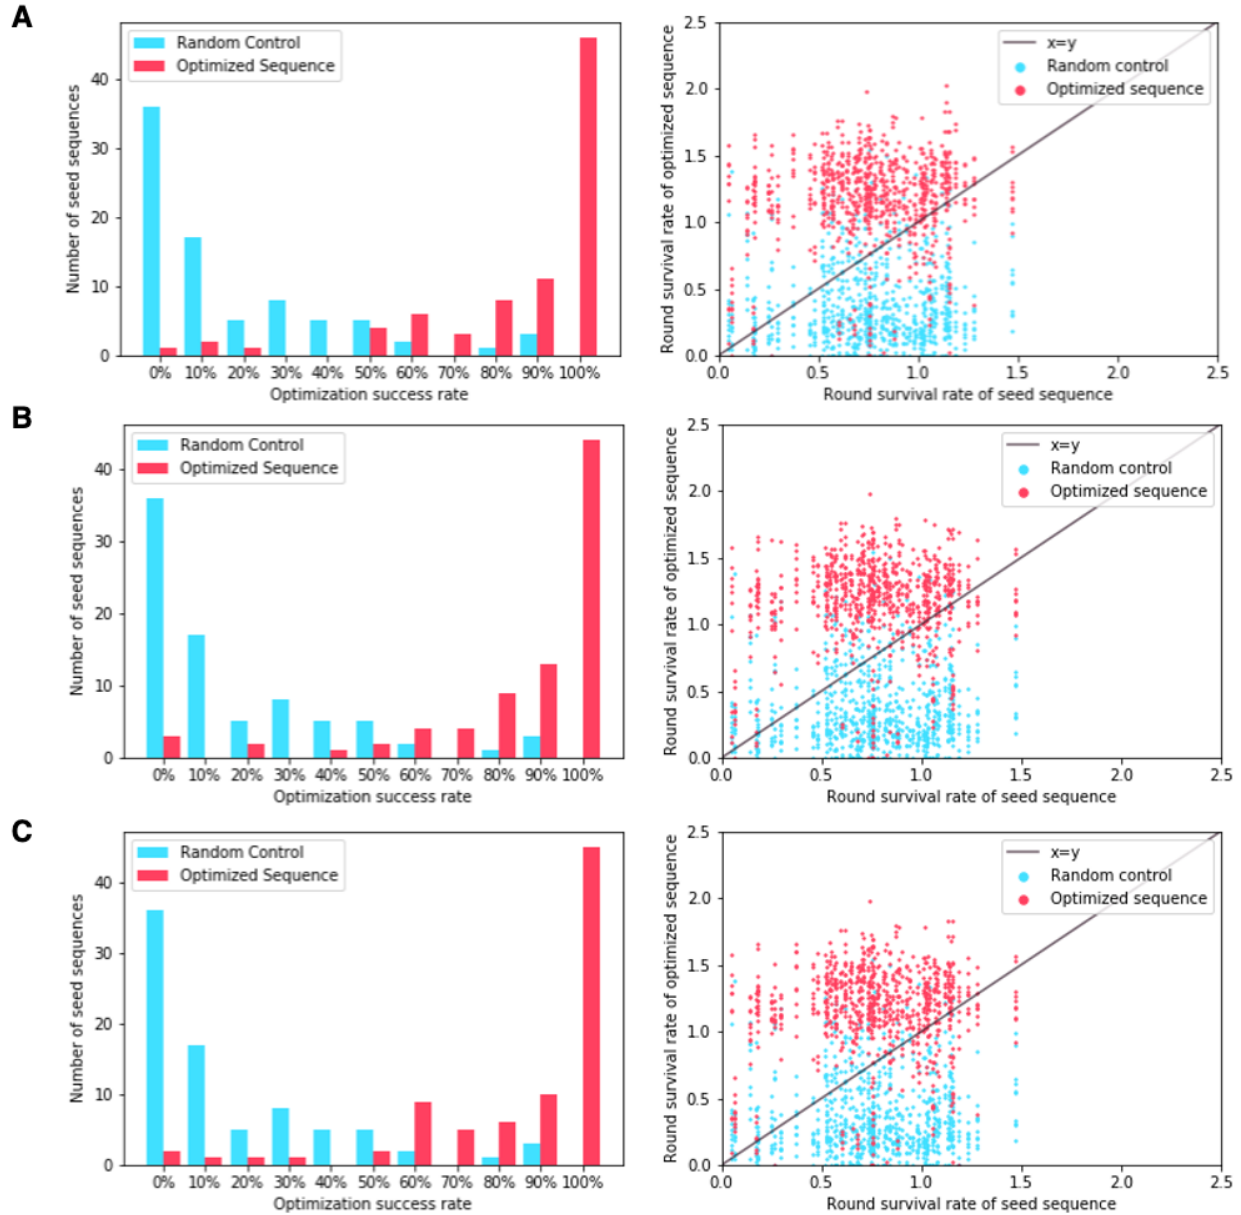 A
Random Control
Optimized Sequence
Number of seed sequences
40
30
20
10
0
0% 10% 20% 30% 40% 50% 60% 70% 80% 90% 100%
Optimization success rate
x=y
Random control
Optimized sequence
Round survival rate of optimized sequence
2.5
2.0
1.5
1.0
0.5
0.0
0.0 0.5 1.0 1.5 2.0 2.5
Round survival rate of seed sequence
B
Random Control
Optimized Sequence
Number of seed sequences
40
30
20
10
0
0% 10% 20% 30% 40% 50% 60% 70% 80% 90% 100%
Optimization success rate
x=y
Random control
Optimized sequence
Round survival rate of optimized sequence
2.5
2.0
1.5
1.0
0.5
0.0
0.0 0.5 1.0 1.5 2.0 2.5
Round survival rate of seed sequence
C
Random Control
Optimized Sequence
Number of seed sequences
40
30
20
10
0
0% 10% 20% 30% 40% 50% 60% 70% 80% 90% 100%
Optimization success rate
x=y
Random control
Optimized sequence
Round survival rate of optimized sequence
2.5
2.0
1.5
1.0
0.5
0.0
0.0 0.5 1.0 1.5 2.0 2.5
Round survival rate of seed sequence